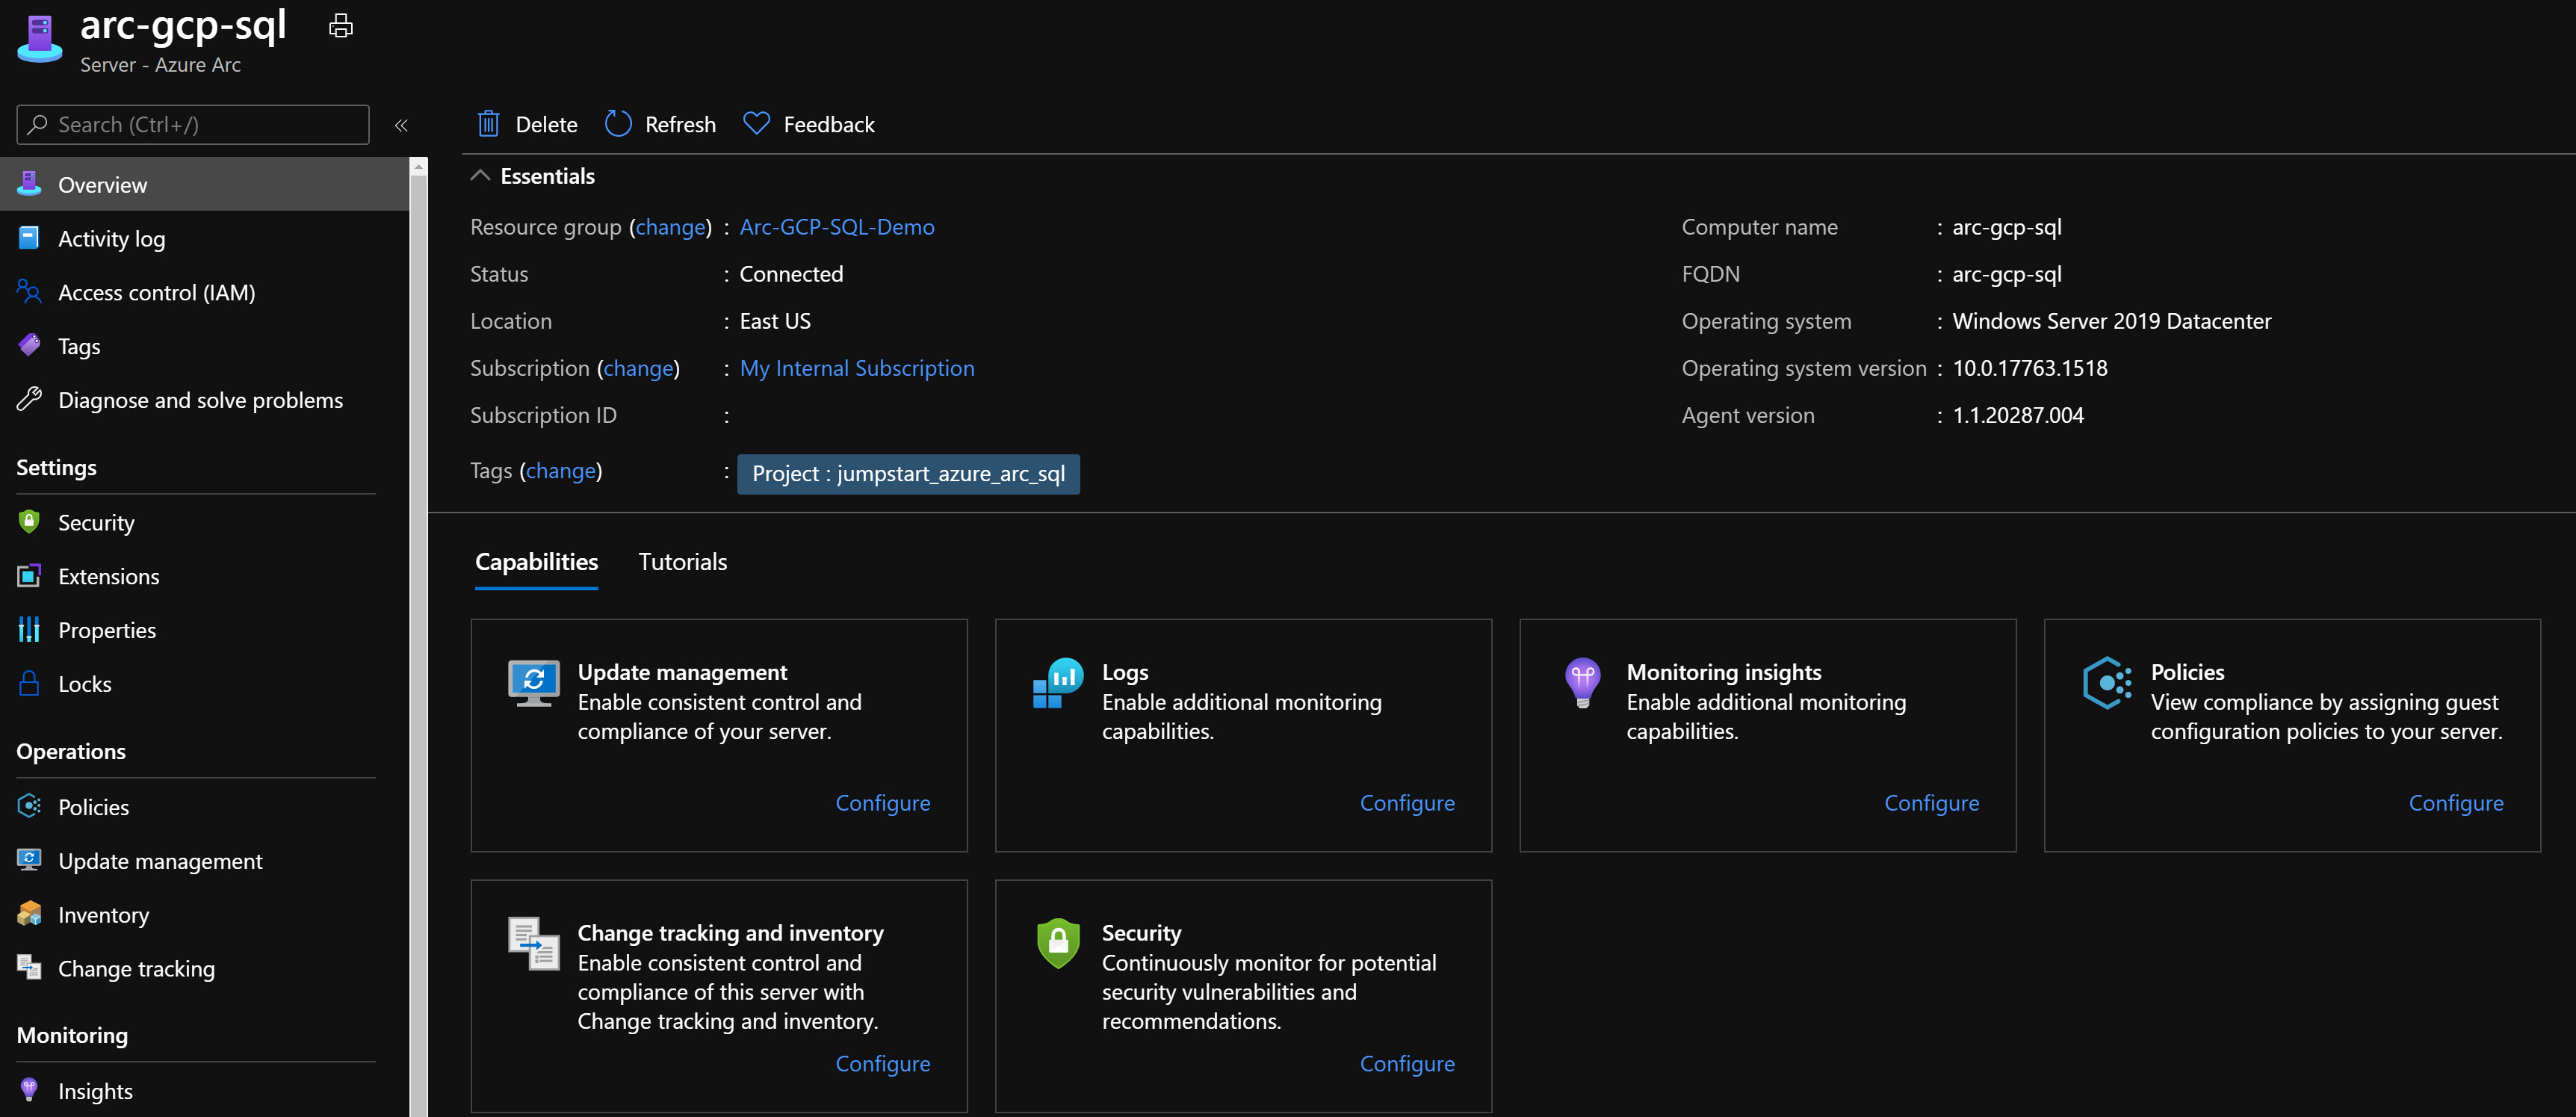 arc-gcp-sql
Server - Azure Arc
Search (Ctrl+/)
«
Overview
Activity log
Access control (IAM)
Tags
Diagnose and solve problems
Settings
Security
Extensions
Properties
Locks
Operations
Policies
Update management
Inventory
Change tracking
Monitoring
Insights
Delete Refresh Feedback
Essentials
Resource group (change) : Arc-GCP-SQL-Demo
Status : Connected
Location : East US
Subscription (change) : My Internal Subscription
Subscription ID :
Tags (change) : Project : jumpstart_azure_arc_sql
Computer name : arc-gcp-sql
FQDN : arc-gcp-sql
Operating system : Windows Server 2019 Datacenter
Operating system version : 10.0.17763.1518
Agent version : 1.1.20287.004
Capabilities Tutorials
Update management
Enable consistent control and
compliance of your server.
Configure
Logs
Enable additional monitoring
capabilities.
Configure
Monitoring insights
Enable additional monitoring
capabilities.
Configure
Policies
View compliance by assigning guest
configuration policies to your server.
Configure
Change tracking and inventory
Enable consistent control and
compliance of this server with
Change tracking and inventory.
Configure
Security
Continuously monitor for potential
security vulnerabilities and
recommendations.
Configure